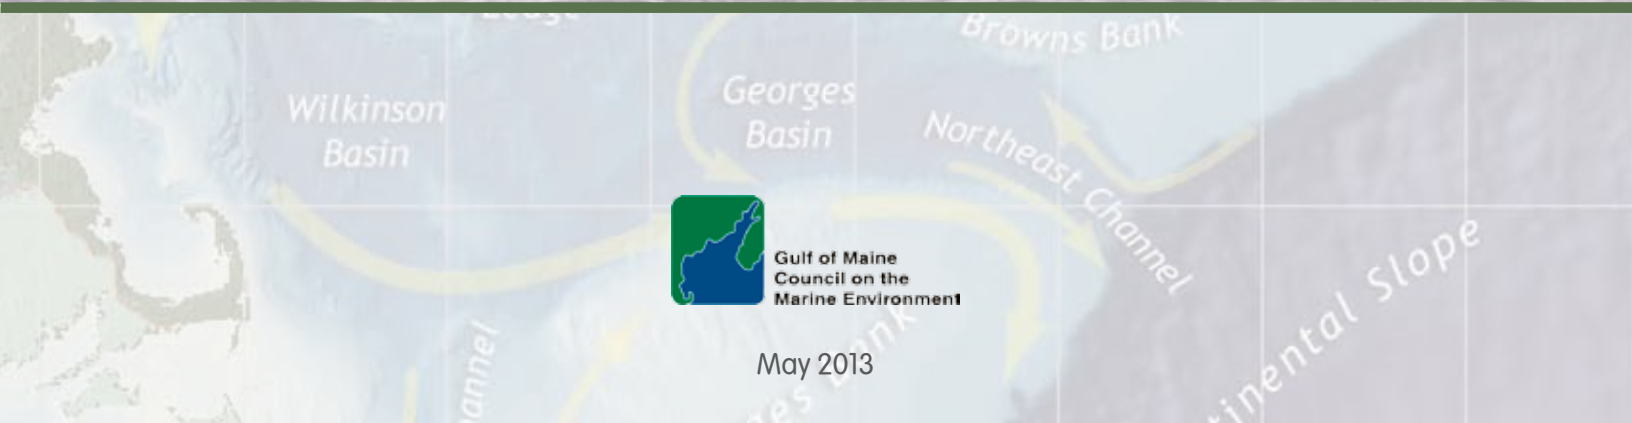 Browns Bank
Georges
Basin
Wilkinson
Basin
Northeast Channel
Gulf of Maine
Council on the
Marine Environment
May 2013